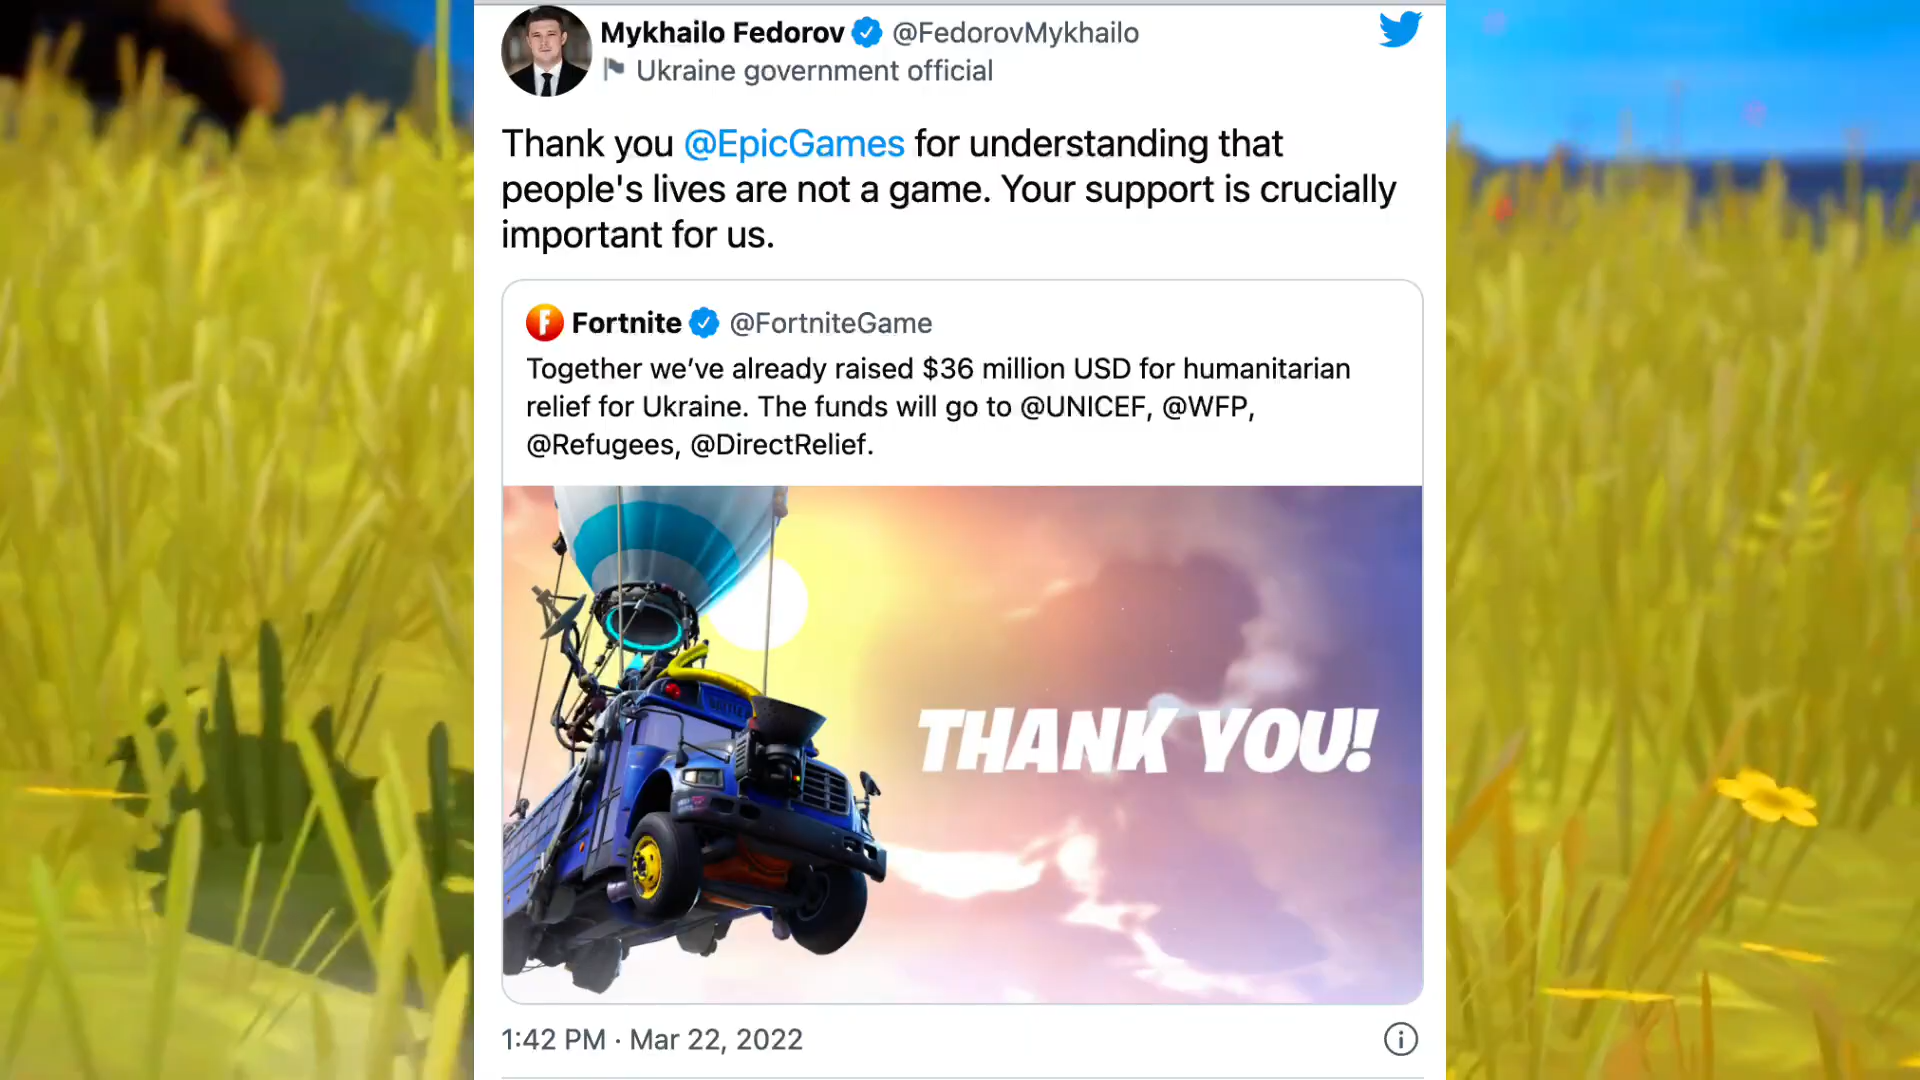 Mykhailo Fedorov @FedorovMykhailo
Ukraine government official
Thank you @EpicGames for understanding that
people's lives are not a game. Your support is crucially
important for us.
Fortnite @FortniteGame
Together we’ve already raised $36 million USD for humanitarian
relief for Ukraine. The funds will go to @UNICEF, @WFP,
@Refugees, @DirectRelief.
THANK YOU!
1:42 PM · Mar 22, 2022